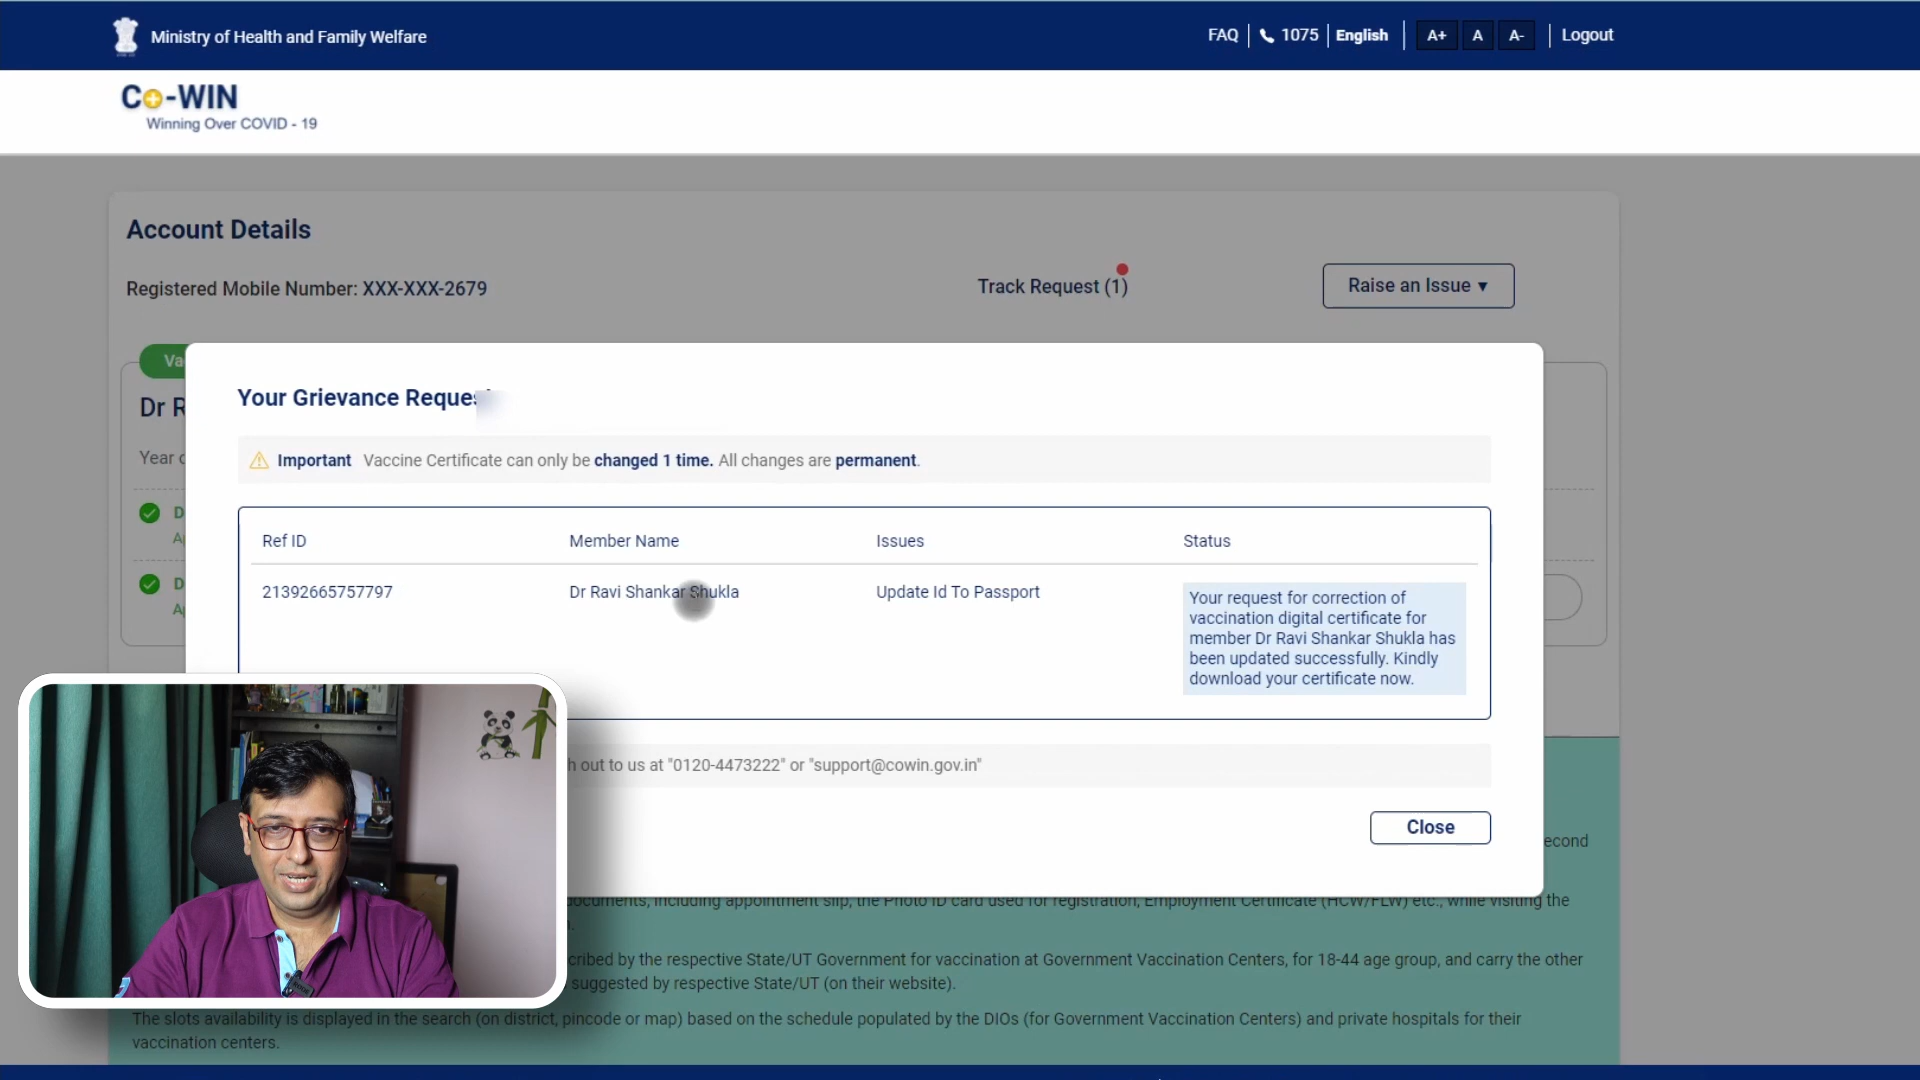 Ministry of Health and Family Welfare
FAQ 1075 English A+ A A- Logout
Co-WIN
Winning Over COVID - 19
Account Details
Registered Mobile Number: XXX-XXX-2679
Track Request (1)
Raise an Issue ▾
Dr
Year
Your Grievance
Important Vaccine Certificate can only be changed 1 time. All changes are permanent.
Ref ID Member Name Issues Status
21392665757797 Dr Ravi Shankar Shukla Update Id To Passport
Your request for correction of
vaccination digital certificate for
member Dr Ravi Shankar Shukla has
been updated successfully. Kindly
download your certificate now.
out to us at "0120-4473222" or "support@cowin.gov.in"
Close
including appointment slip, the Photo ID card used for registration, Employment Certificate (HCW/FLW) etc., while visiting the
by the respective State/UT Government for vaccination at Government Vaccination Centers, for 18-44 age group, and carry the other
suggested by respective State/UT (on their website).
The slots availability is displayed in the search (on district, pincode or map) based on the schedule populated by the DIOs (for Government Vaccination Centers) and private hospitals for their
vaccination centers.